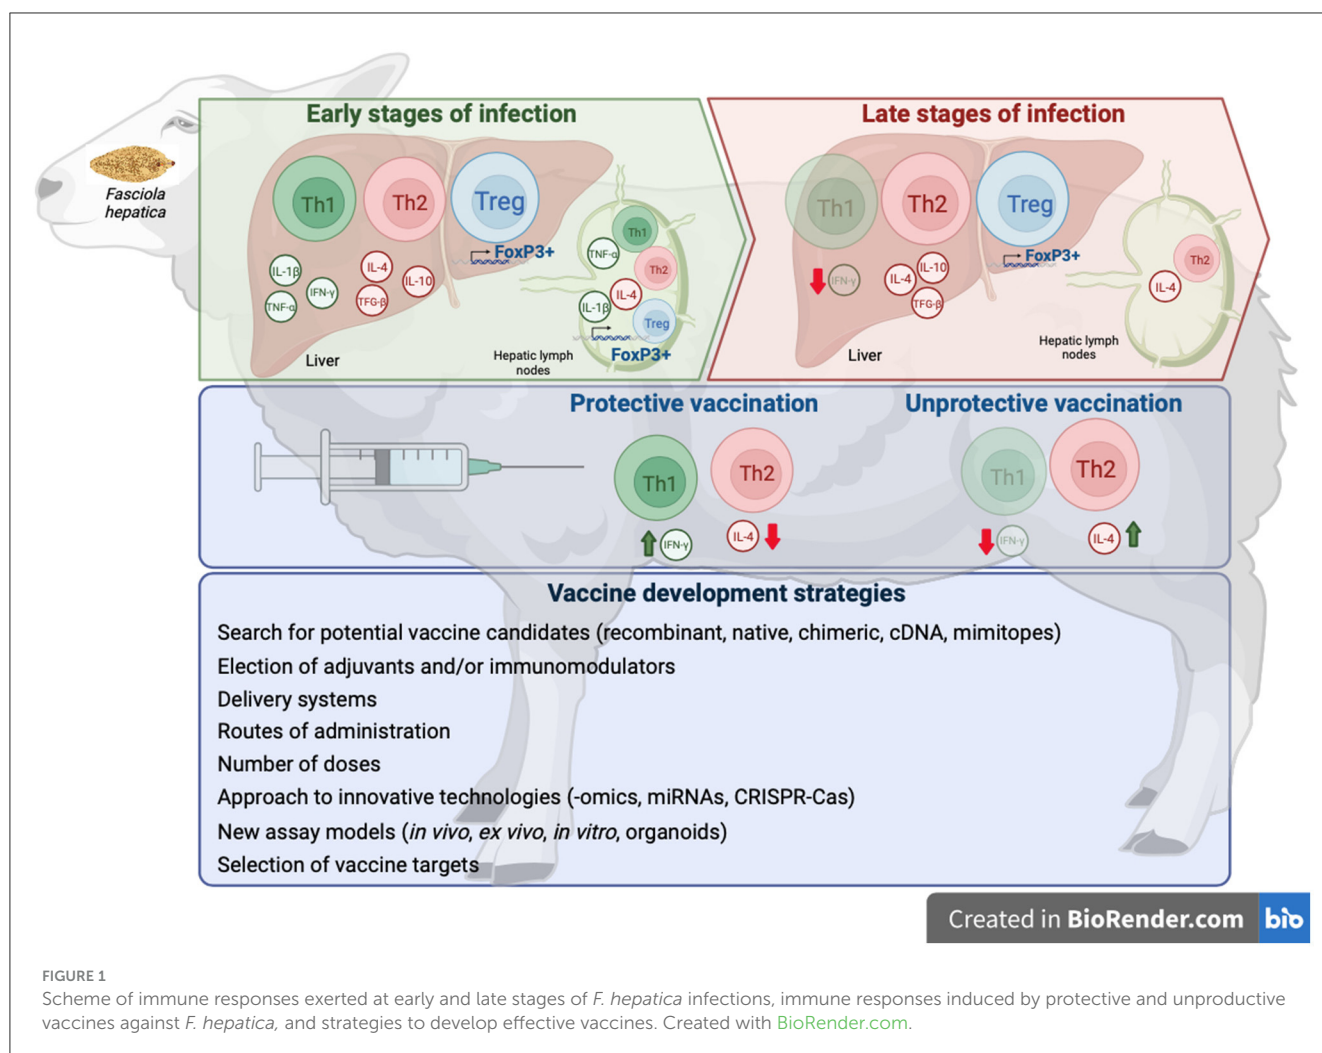 Early stages of infection
Late stages of infection
Fasciola
hepatica
Th1
Th2
Treg
FoxP3+
IL-1β
TNF-α
IFN-γ
IL-4
TFG-β
IL-10
Liver
Th1
TNF-α
Th2
IL-4
IL-1β
Treg
FoxP3+
Hepatic lymph
nodes
Th1
Th2
Treg
FoxP3+
IFN-γ
IL-4
IL-10
TFG-β
Liver
Th2
IL-4
Hepatic lymph
nodes
Protective vaccination
Unprotective vaccination
Th1
Th2
IFN-γ
IL-4
Th1
Th2
IFN-γ
IL-4
Vaccine development strategies
Search for potential vaccine candidates (recombinant, native, chimeric, cDNA, mimitopes)
Election of adjuvants and/or immunomodulators
Delivery systems
Routes of administration
Number of doses
Approach to innovative technologies (-omics, miRNAs, CRISPR-Cas)
New assay models (in vivo, ex vivo, in vitro, organoids)
Selection of vaccine targets
Created in BioRender.com bio
FIGURE 1
Scheme of immune responses exerted at early and late stages of F. hepatica infections, immune responses induced by protective and unproductive
vaccines against F. hepatica, and strategies to develop effective vaccines. Created with BioRender.com.